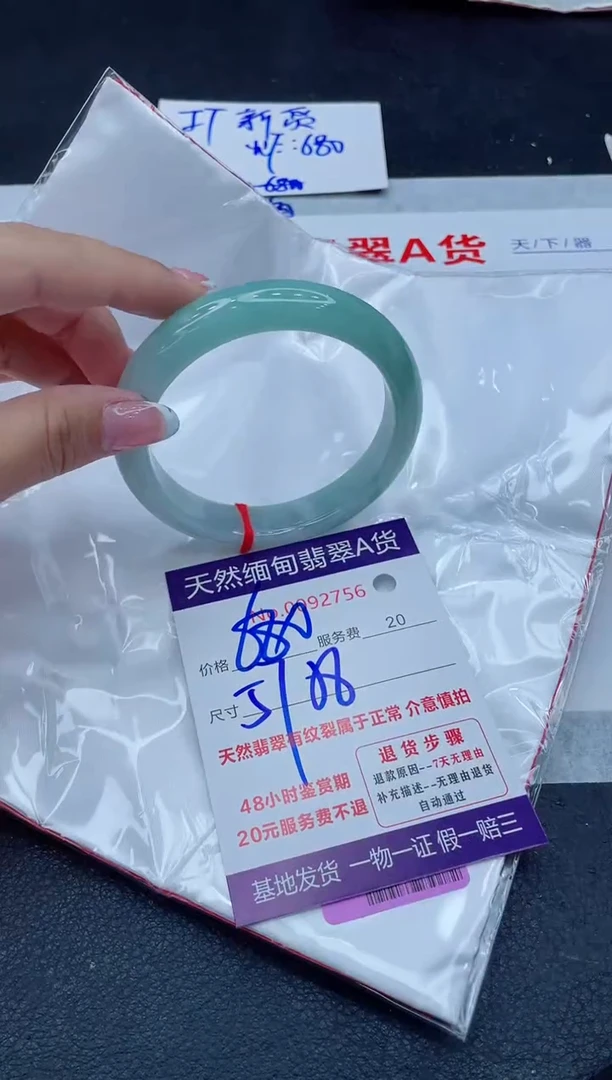 新
:680
翠A货 天/下/器
天然缅甸翡翠A货
No.0092756
价格 680 服务费 20
尺寸
天然翡翠有纹裂属于正常 介意慎拍
48小时鉴赏期
20元服务费不退
退货步骤
退款原因--7天无理由
补充描述--无理由退货
自动通过
基地发货 一物一证 假一赔三